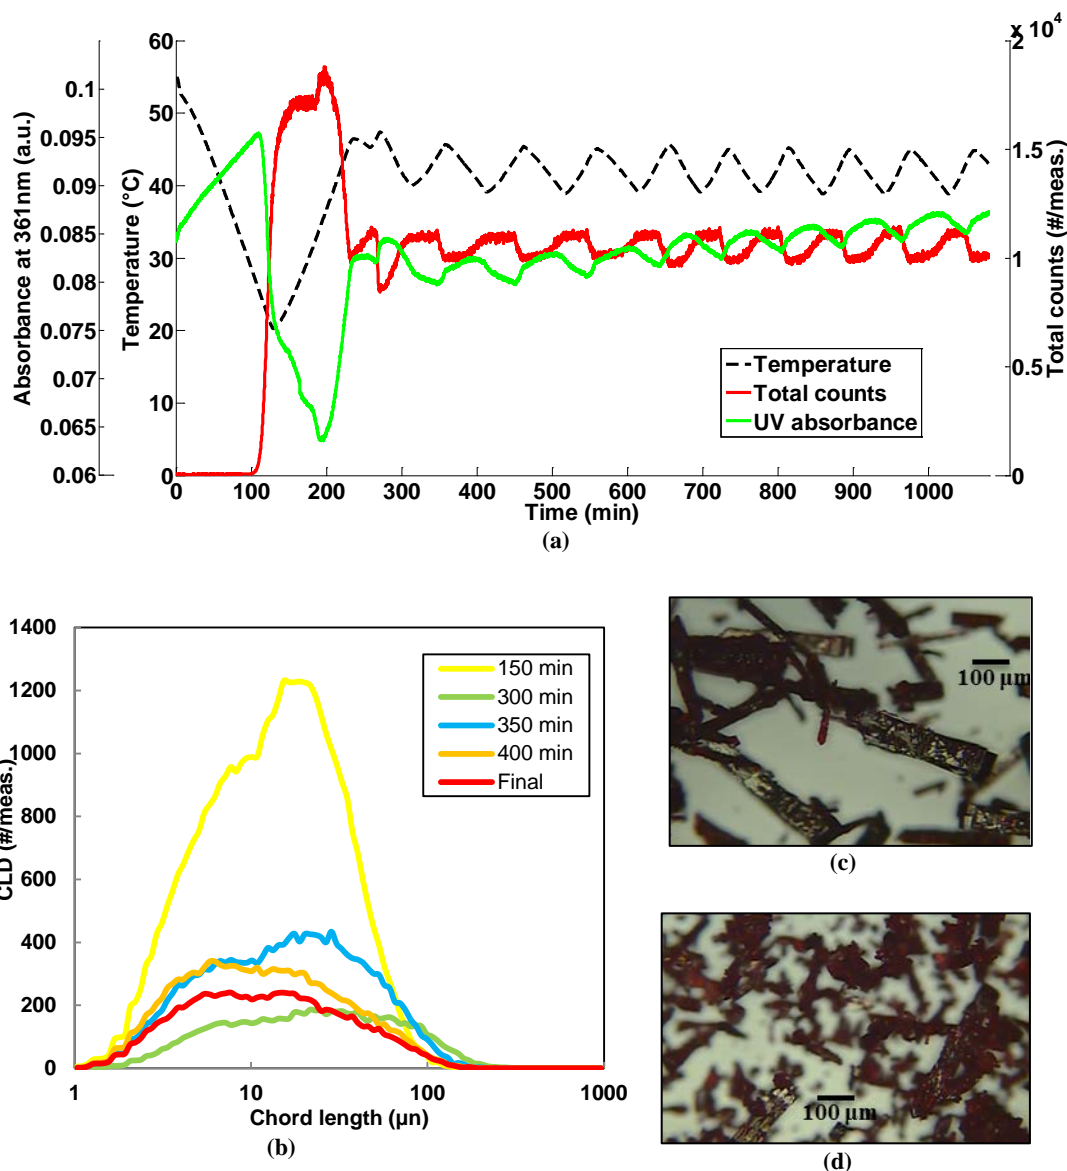 x 10⁴
60
50
40
30
20
10
0
0.1
0.095
0.09
0.085
0.08
0.075
0.07
0.065
0.06
2
1.5
1
0.5
0
Absorbance at 361nm (a.u.)
Temperature (°C)
Total counts (#/meas.)
Temperature
Total counts
UV absorbance
0 100 200 300 400 500 600 700 800 900 1000
Time (min)
(a)
1400
1200
1000
800
600
400
200
0
CLD (#/meas.)
150 min
300 min
350 min
400 min
Final
1 10 100 1000
Chord length (µn)
(b)
100 µm
(c)
100 µm
(d)